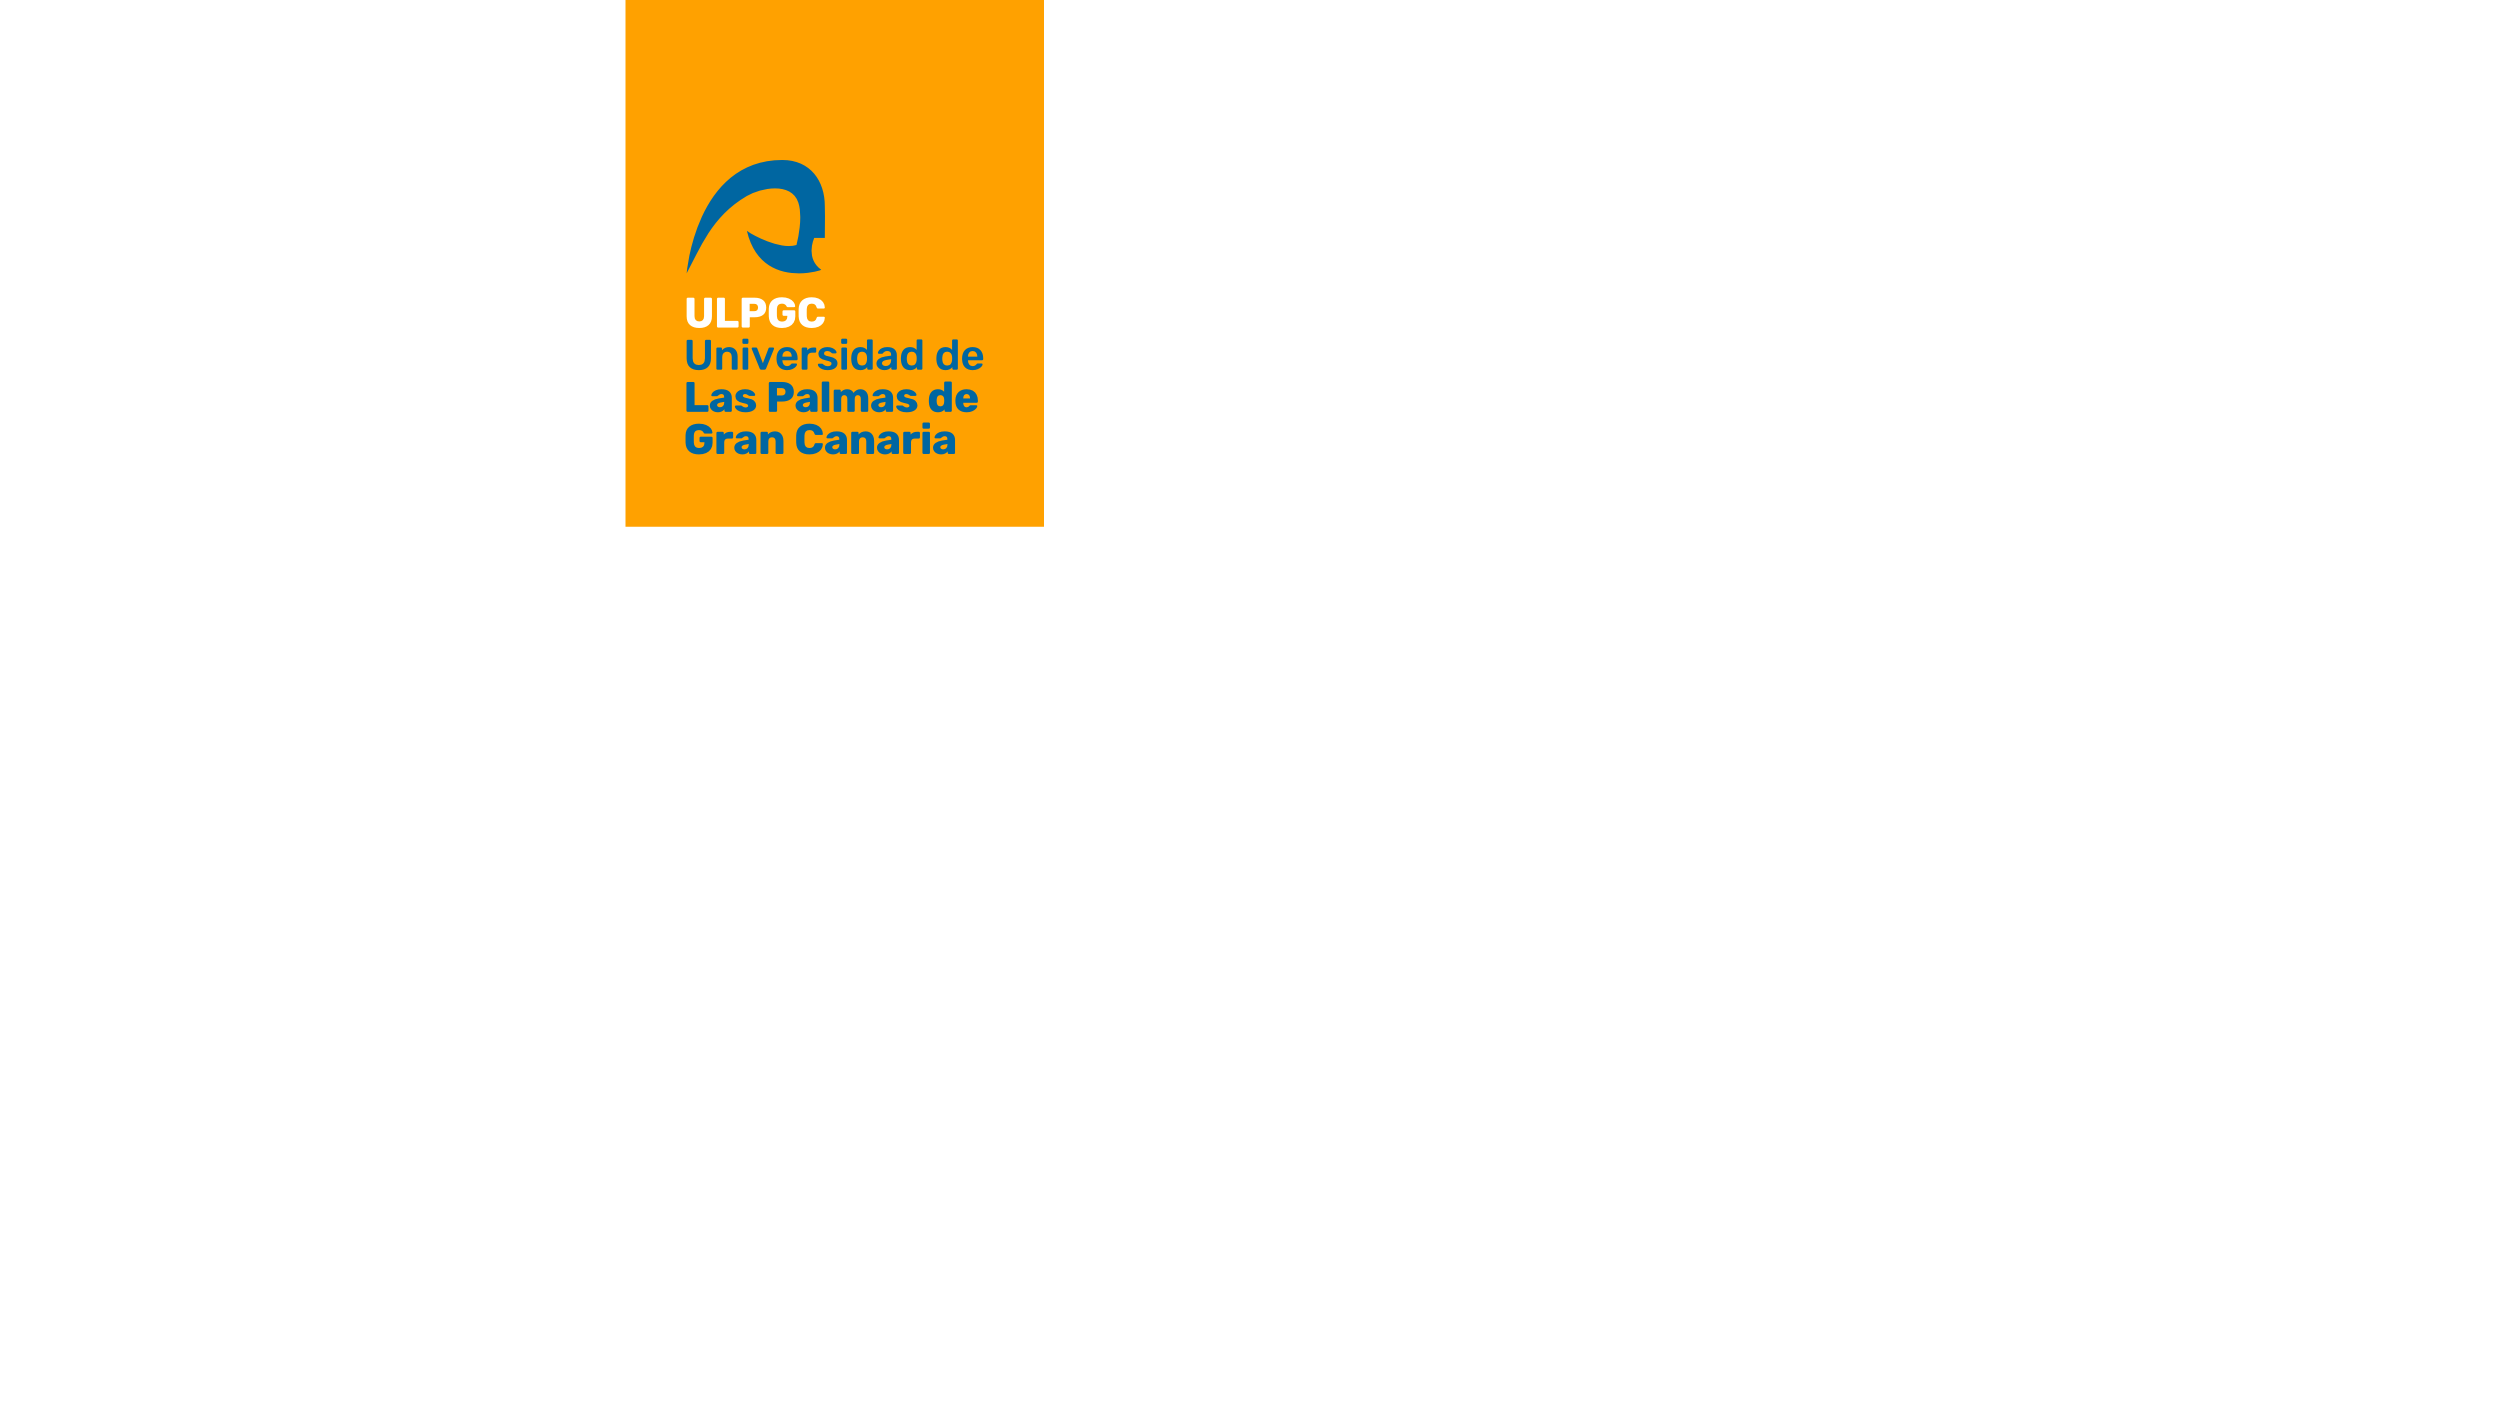 ULPGC
Universidad de
Las Palmas de
Gran Canaria